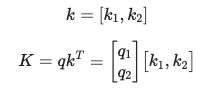 k = [k₁, k₂]
K = qkᵀ = [q₁ q₂] [k₁, k₂]